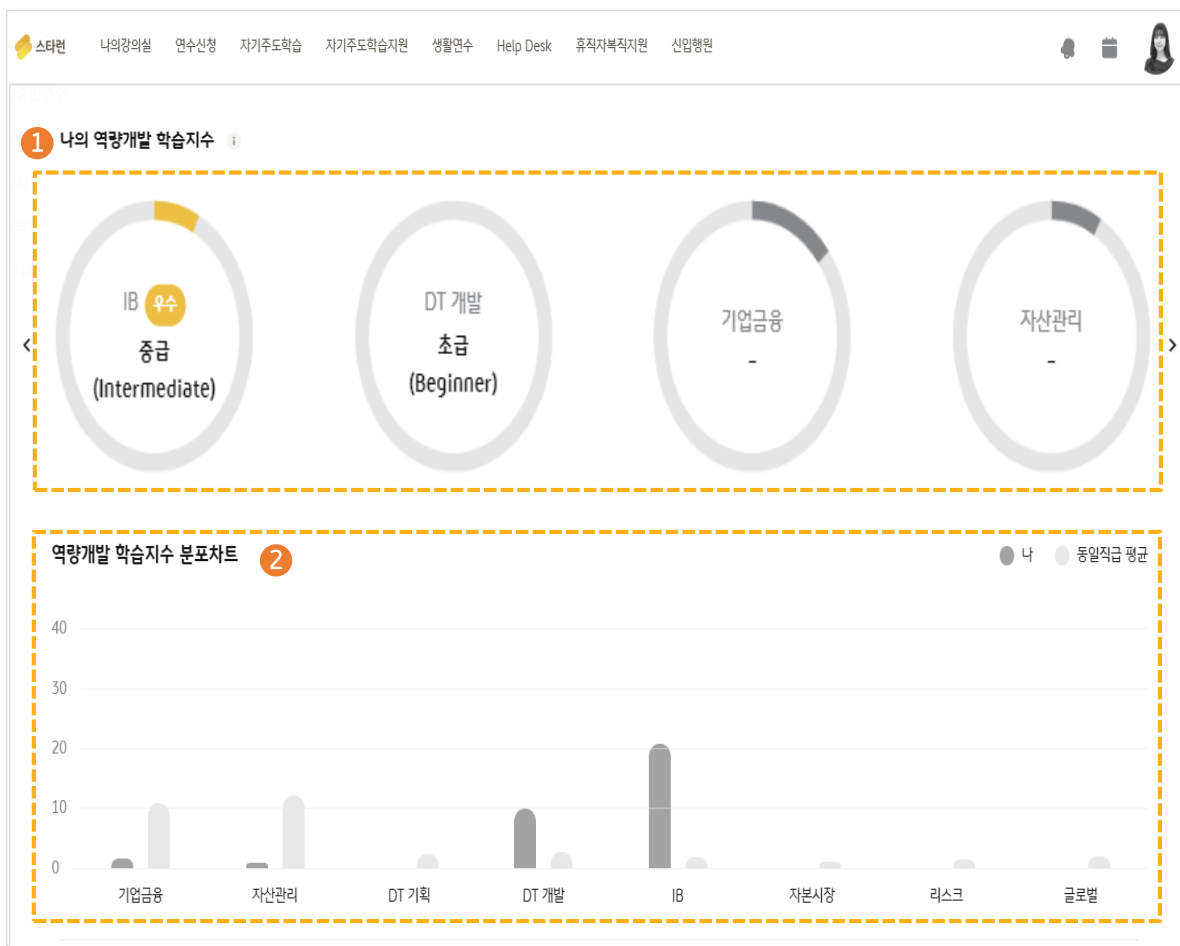 스타런 나의강의실 연수신청 자기주도학습 자기주도학습지원 생활연수 Help Desk 휴직자복직지원 신입행원
1 나의 역량개발 학습지수 i
IB 우수
중급
(Intermediate)
DT 개발
초급
(Beginner)
기업금융
-
자산관리
-
역량개발 학습지수 분포차트 2
나 동일직급 평균
40
30
20
10
0
기업금융 자산관리 DT 기획 DT 개발 IB 자본시장 리스크 글로벌